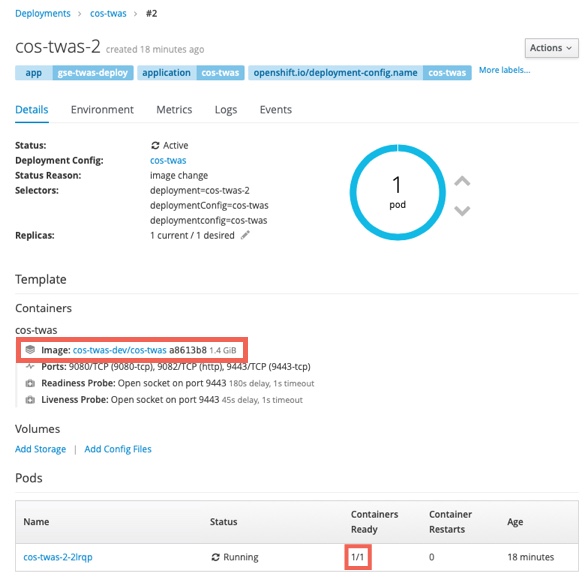 Deployments › cos-twas › #2
cos-twas-2 created 18 minutes ago
Actions
app gse-twas-deploy application cos-twas openshift.io/deployment-config.name cos-twas More labels...
Details Environment Metrics Logs Events
Status: Active
Deployment Config: cos-twas
Status Reason: image change
Selectors: deployment=cos-twas-2
deploymentConfig=cos-twas
deploymentconfig=cos-twas
Replicas: 1 current / 1 desired
1
pod
Template
Containers
cos-twas
Image: cos-twas-dev/cos-twas a8613b8 1.4 GiB
Ports: 9080/TCP (9080-tcp), 9082/TCP (http), 9443/TCP (9443-tcp)
Readiness Probe: Open socket on port 9443 180s delay, 1s timeout
Liveness Probe: Open socket on port 9443 45s delay, 1s timeout
Volumes
Add Storage | Add Config Files
Pods
Name Status Containers Ready Container Restarts Age
cos-twas-2-2lrqp Running 1/1 0 18 minutes